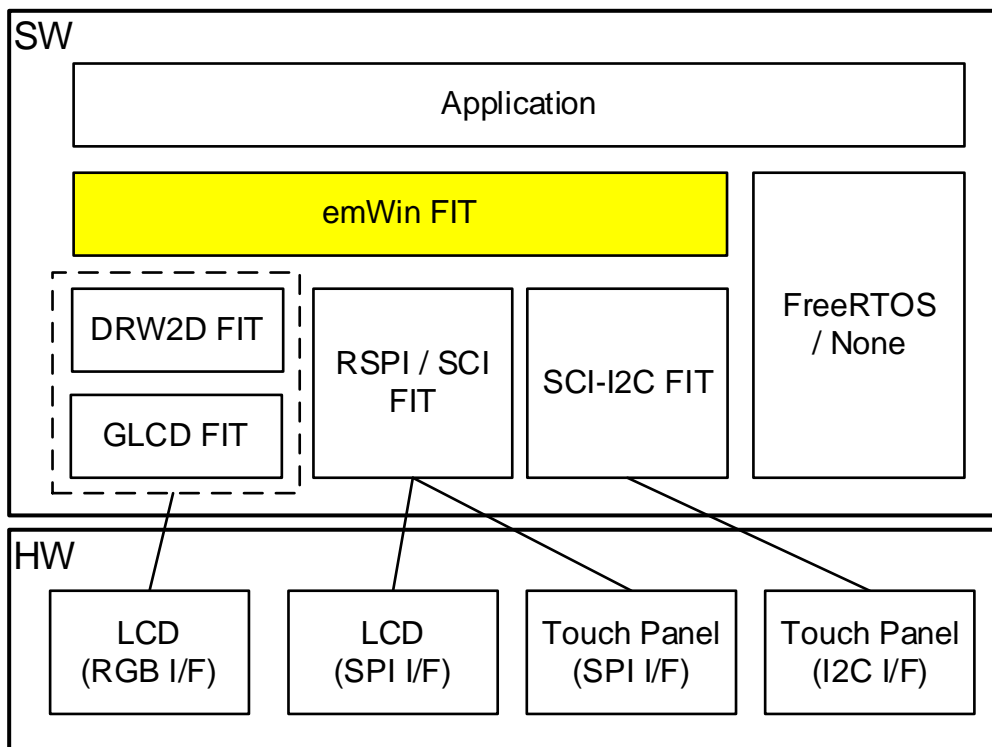 SW
Application
emWin FIT
FreeRTOS
/ None
DRW2D FIT
GLCD FIT
RSPI / SCI
FIT
SCI-I2C FIT
HW
LCD
(RGB I/F)
LCD
(SPI I/F)
Touch Panel
(SPI I/F)
Touch Panel
(I2C I/F)